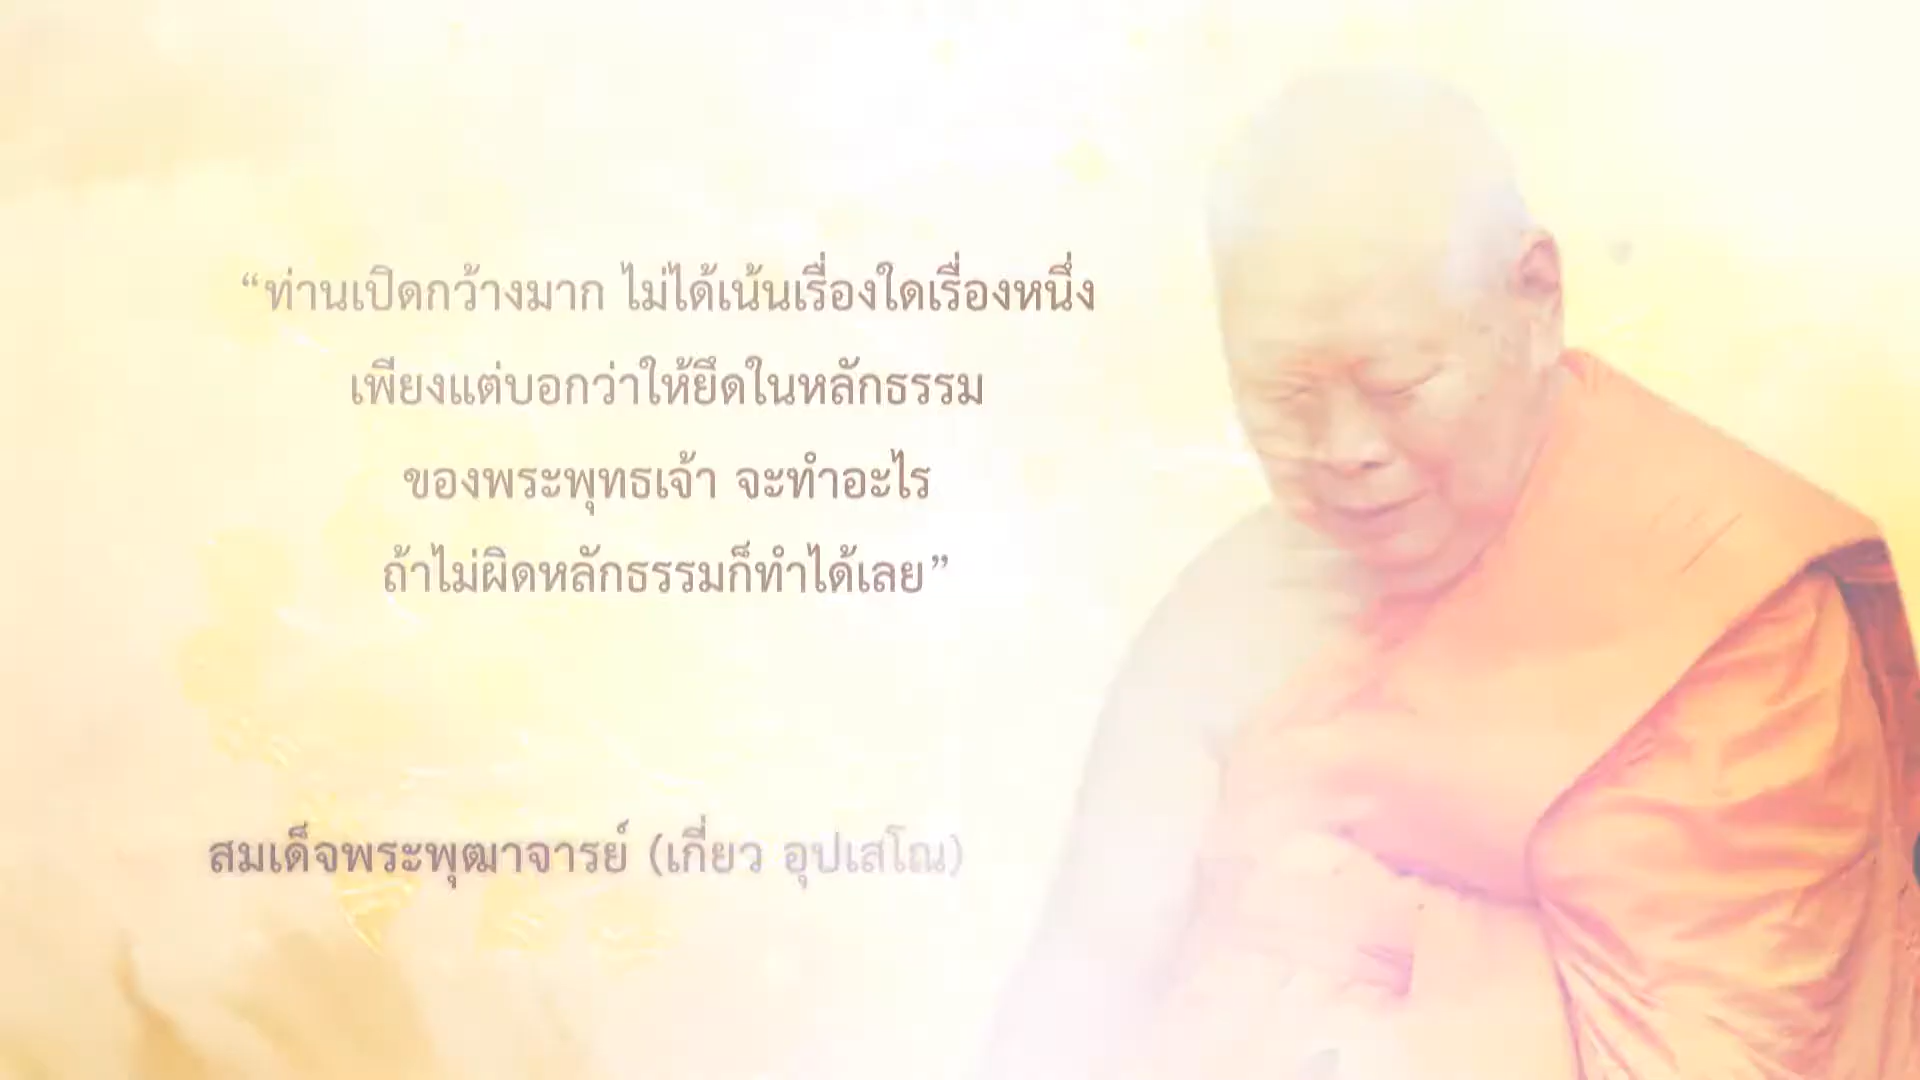 “ท่านเปิดกว้างมาก ไม่ได้เน้นเรื่องใดเรื่องหนึ่ง
เพียงแต่บอกว่าให้ยึดในหลักธรรม
ของพระพุทธเจ้า จะทำอะไร
ถ้าไม่ผิดหลักธรรมก็ทำได้เลย”
สมเด็จพระพุฒาจารย์ (เกี่ยว อุปเสโณ)